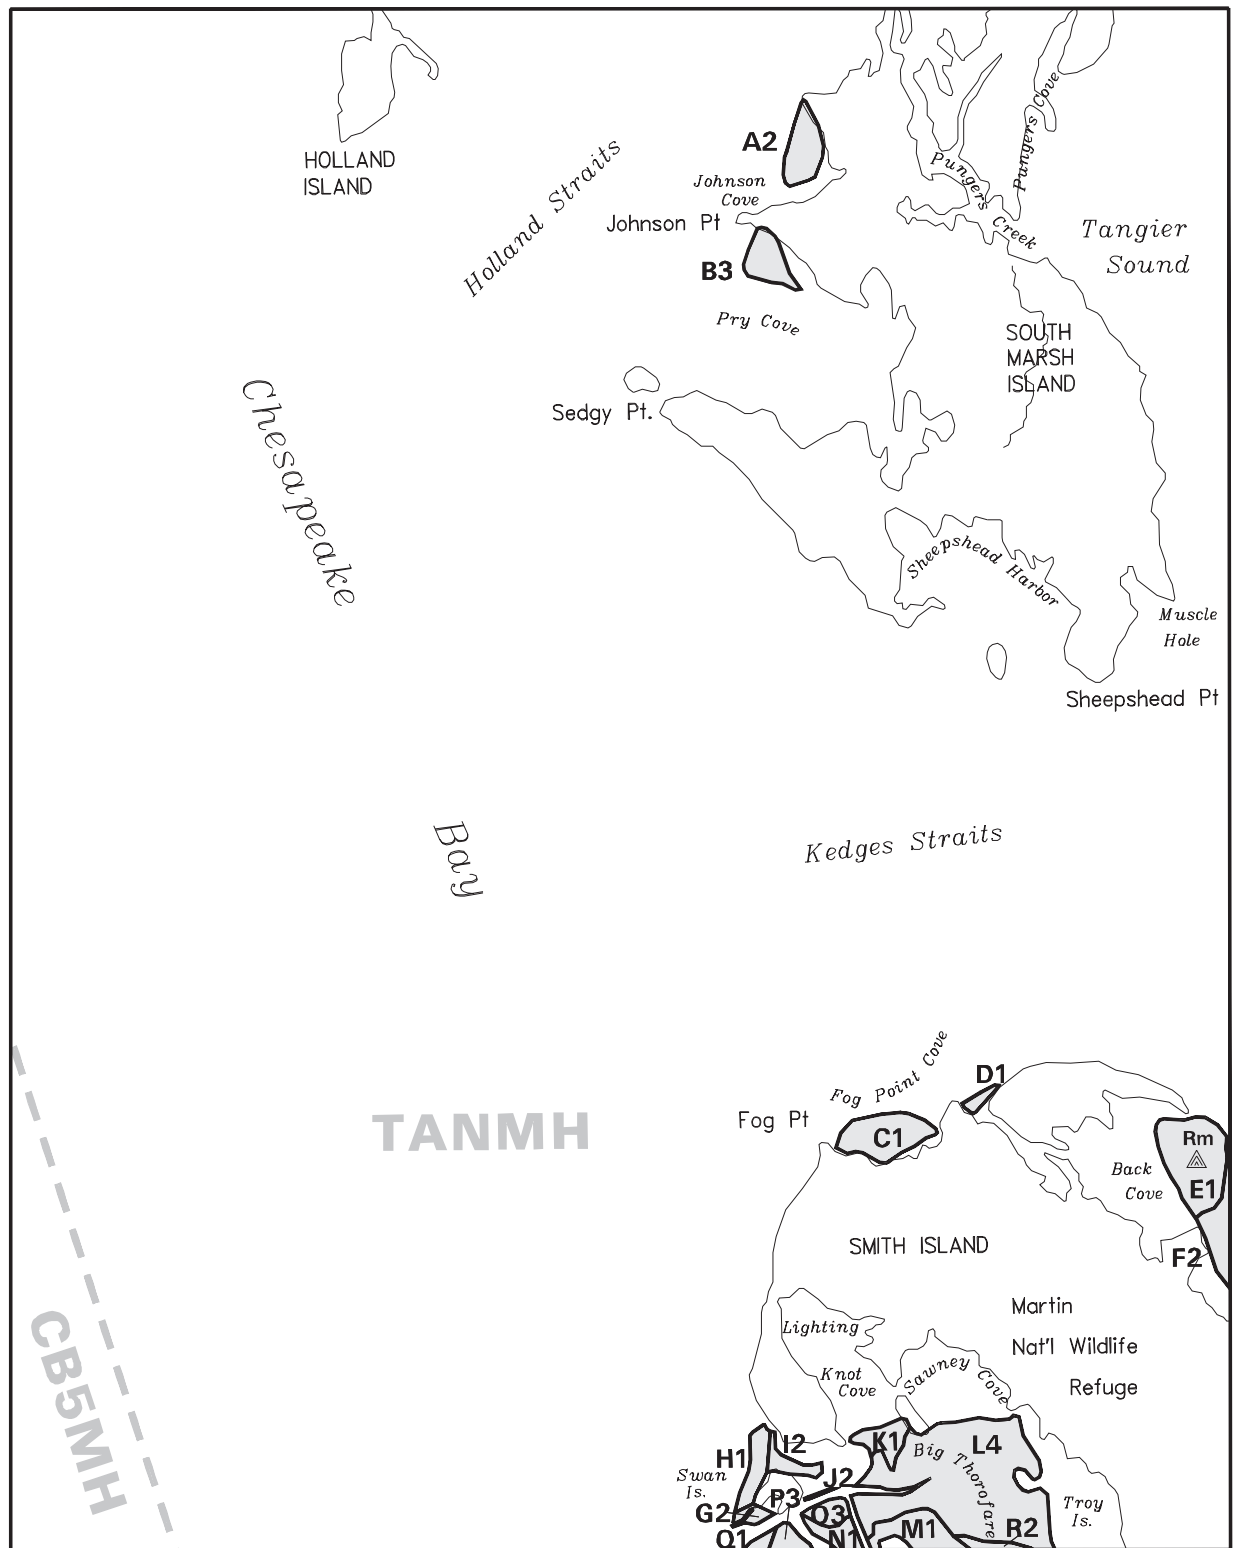 A2
HOLLAND
ISLAND
Holland Straits
Johnson
Cove
Johnson Pt
B3
Pry Cove
Pungers Cove
Pungers Creek
Tangier
Sound
SOUTH
MARSH
ISLAND
Sedgy Pt.
Chesapeake
Sheepshead Harbor
Muscle
Hole
Sheepshead Pt
Bay
Kedges Straits
D1
Fog Point Cove
Fog Pt
C1
TANMH
Rm
Back
Cove
E1
F2
SMITH ISLAND
Martin
Nat'l Wildlife
Refuge
Lighting
Knot
Cove
Sawney Cove
CB5MH
I2
H1
K1
L4
Big Thorofare
Swan
Is.
J2
P3
G2
O3
Q1
N1
M1
R2
Troy
Is.